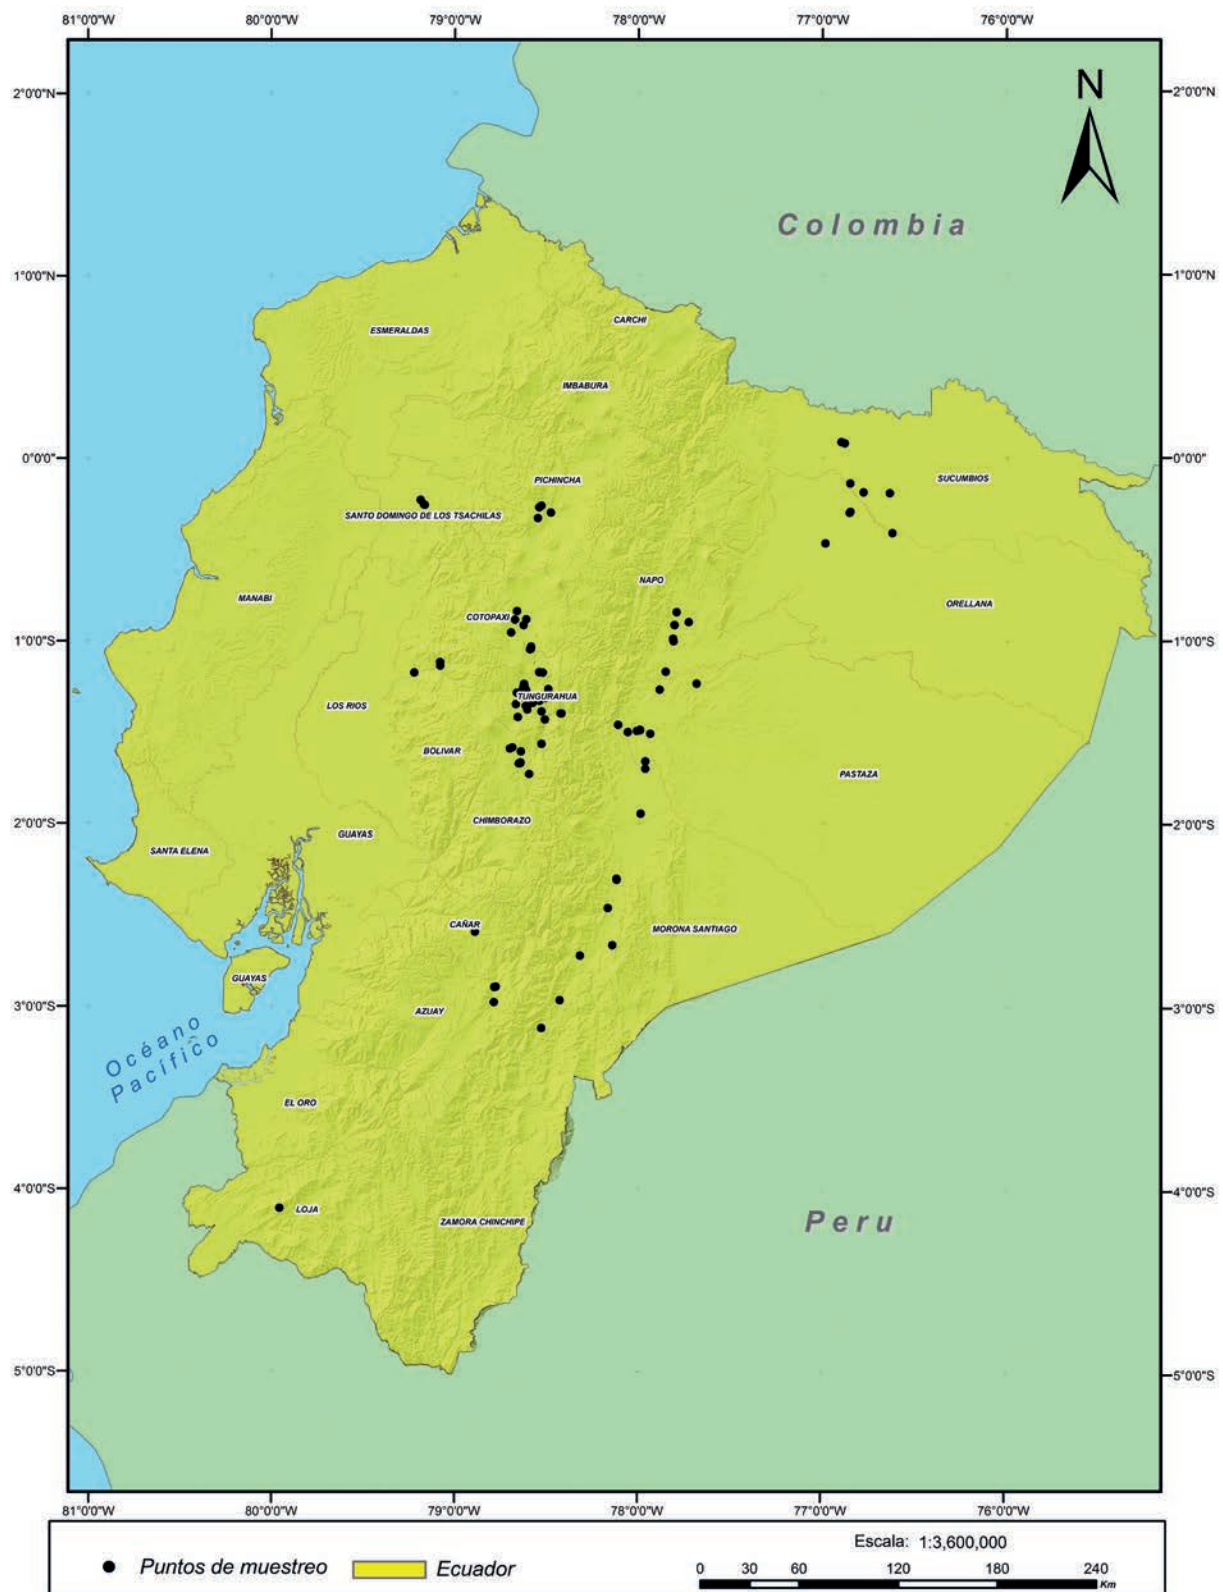 81°0'0"W 80°0'0"W 79°0'0"W 78°0'0"W 77°0'0"W 76°0'0"W
2°0'0"N 2°0'0"N
N
Colombia
1°0'0"N 1°0'0"N
CARCHI
ESMERALDAS
IMBABURA
0°0'0" 0°0'0"
PICHINCHA SUCUMBIOS
SANTO DOMINGO DE LOS TSACHILAS
NAPO
MANABI ORELLANA
COTOPAXI
1°0'0"S 1°0'0"S
TUNGURAHUA
LOS RIOS
BOLIVAR
PASTAZA
CHIMBORAZO
2°0'0"S 2°0'0"S
GUAYAS
SANTA ELENA
CAÑAR
MORONA SANTIAGO
GUAYAS
3°0'0"S 3°0'0"S
AZUAY
Océano
Pacífico
EL ORO
4°0'0"S 4°0'0"S
LOJA
ZAMORA CHINCHIPE
Peru
5°0'0"S 5°0'0"S
81°0'0"W 80°0'0"W 79°0'0"W 78°0'0"W 77°0'0"W 76°0'0"W
Escala: 1:3,600,000
Puntos de muestreo Ecuador
0 30 60 120 180 240
Km